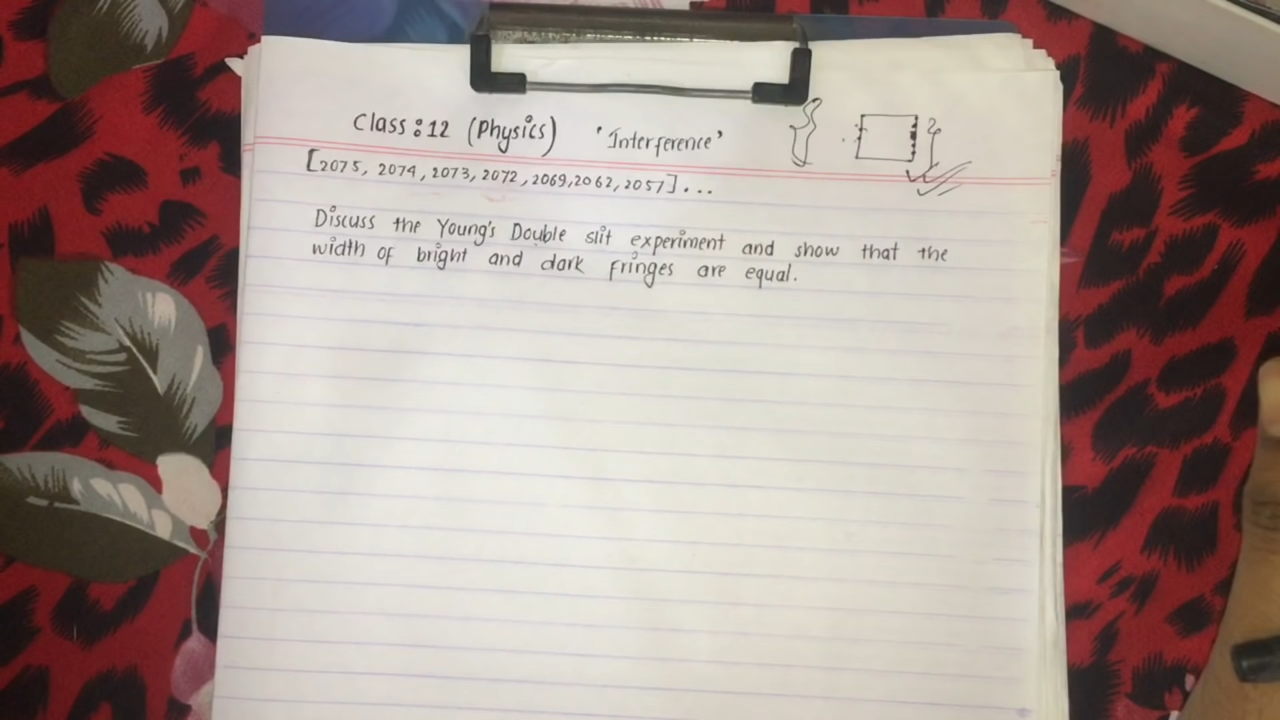 Class : 12 (Physics) 'Interference'
[2075, 2074, 2073, 2072, 2069, 2062, 2057] ...
Discuss the Young's Double slit experiment and show that the
width of bright and dark fringes are equal.